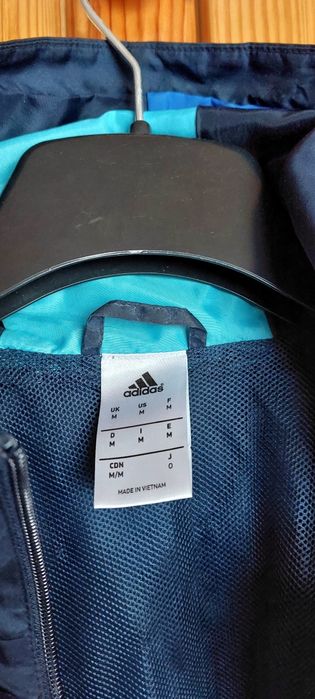 adidas
UK US F
M M M
D I E
M M M
CDN J
M/M O
MADE IN VIETNAM